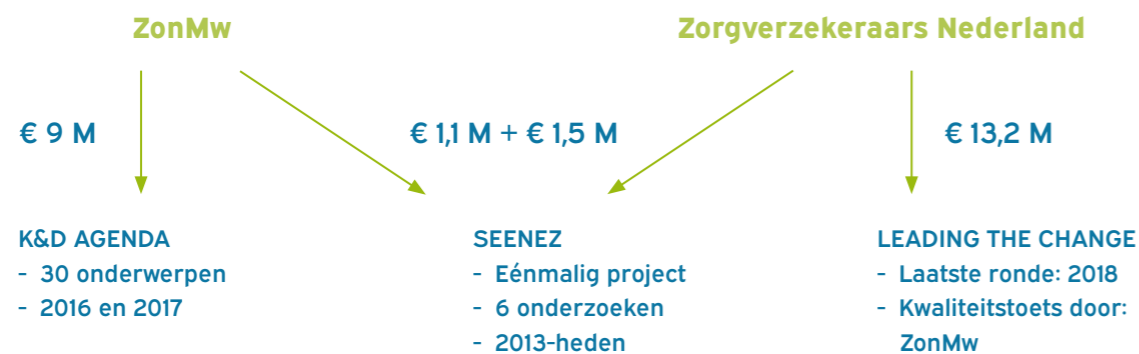 ZonMw
Zorgverzekeraars Nederland
€ 9 M
€ 1,1 M + € 1,5 M
€ 13,2 M
K&D AGENDA
- 30 onderwerpen
- 2016 en 2017
SEENEZ
- Eénmalig project
- 6 onderzoeken
- 2013-heden
LEADING THE CHANGE
- Laatste ronde: 2018
- Kwaliteitstoets door:
ZonMw